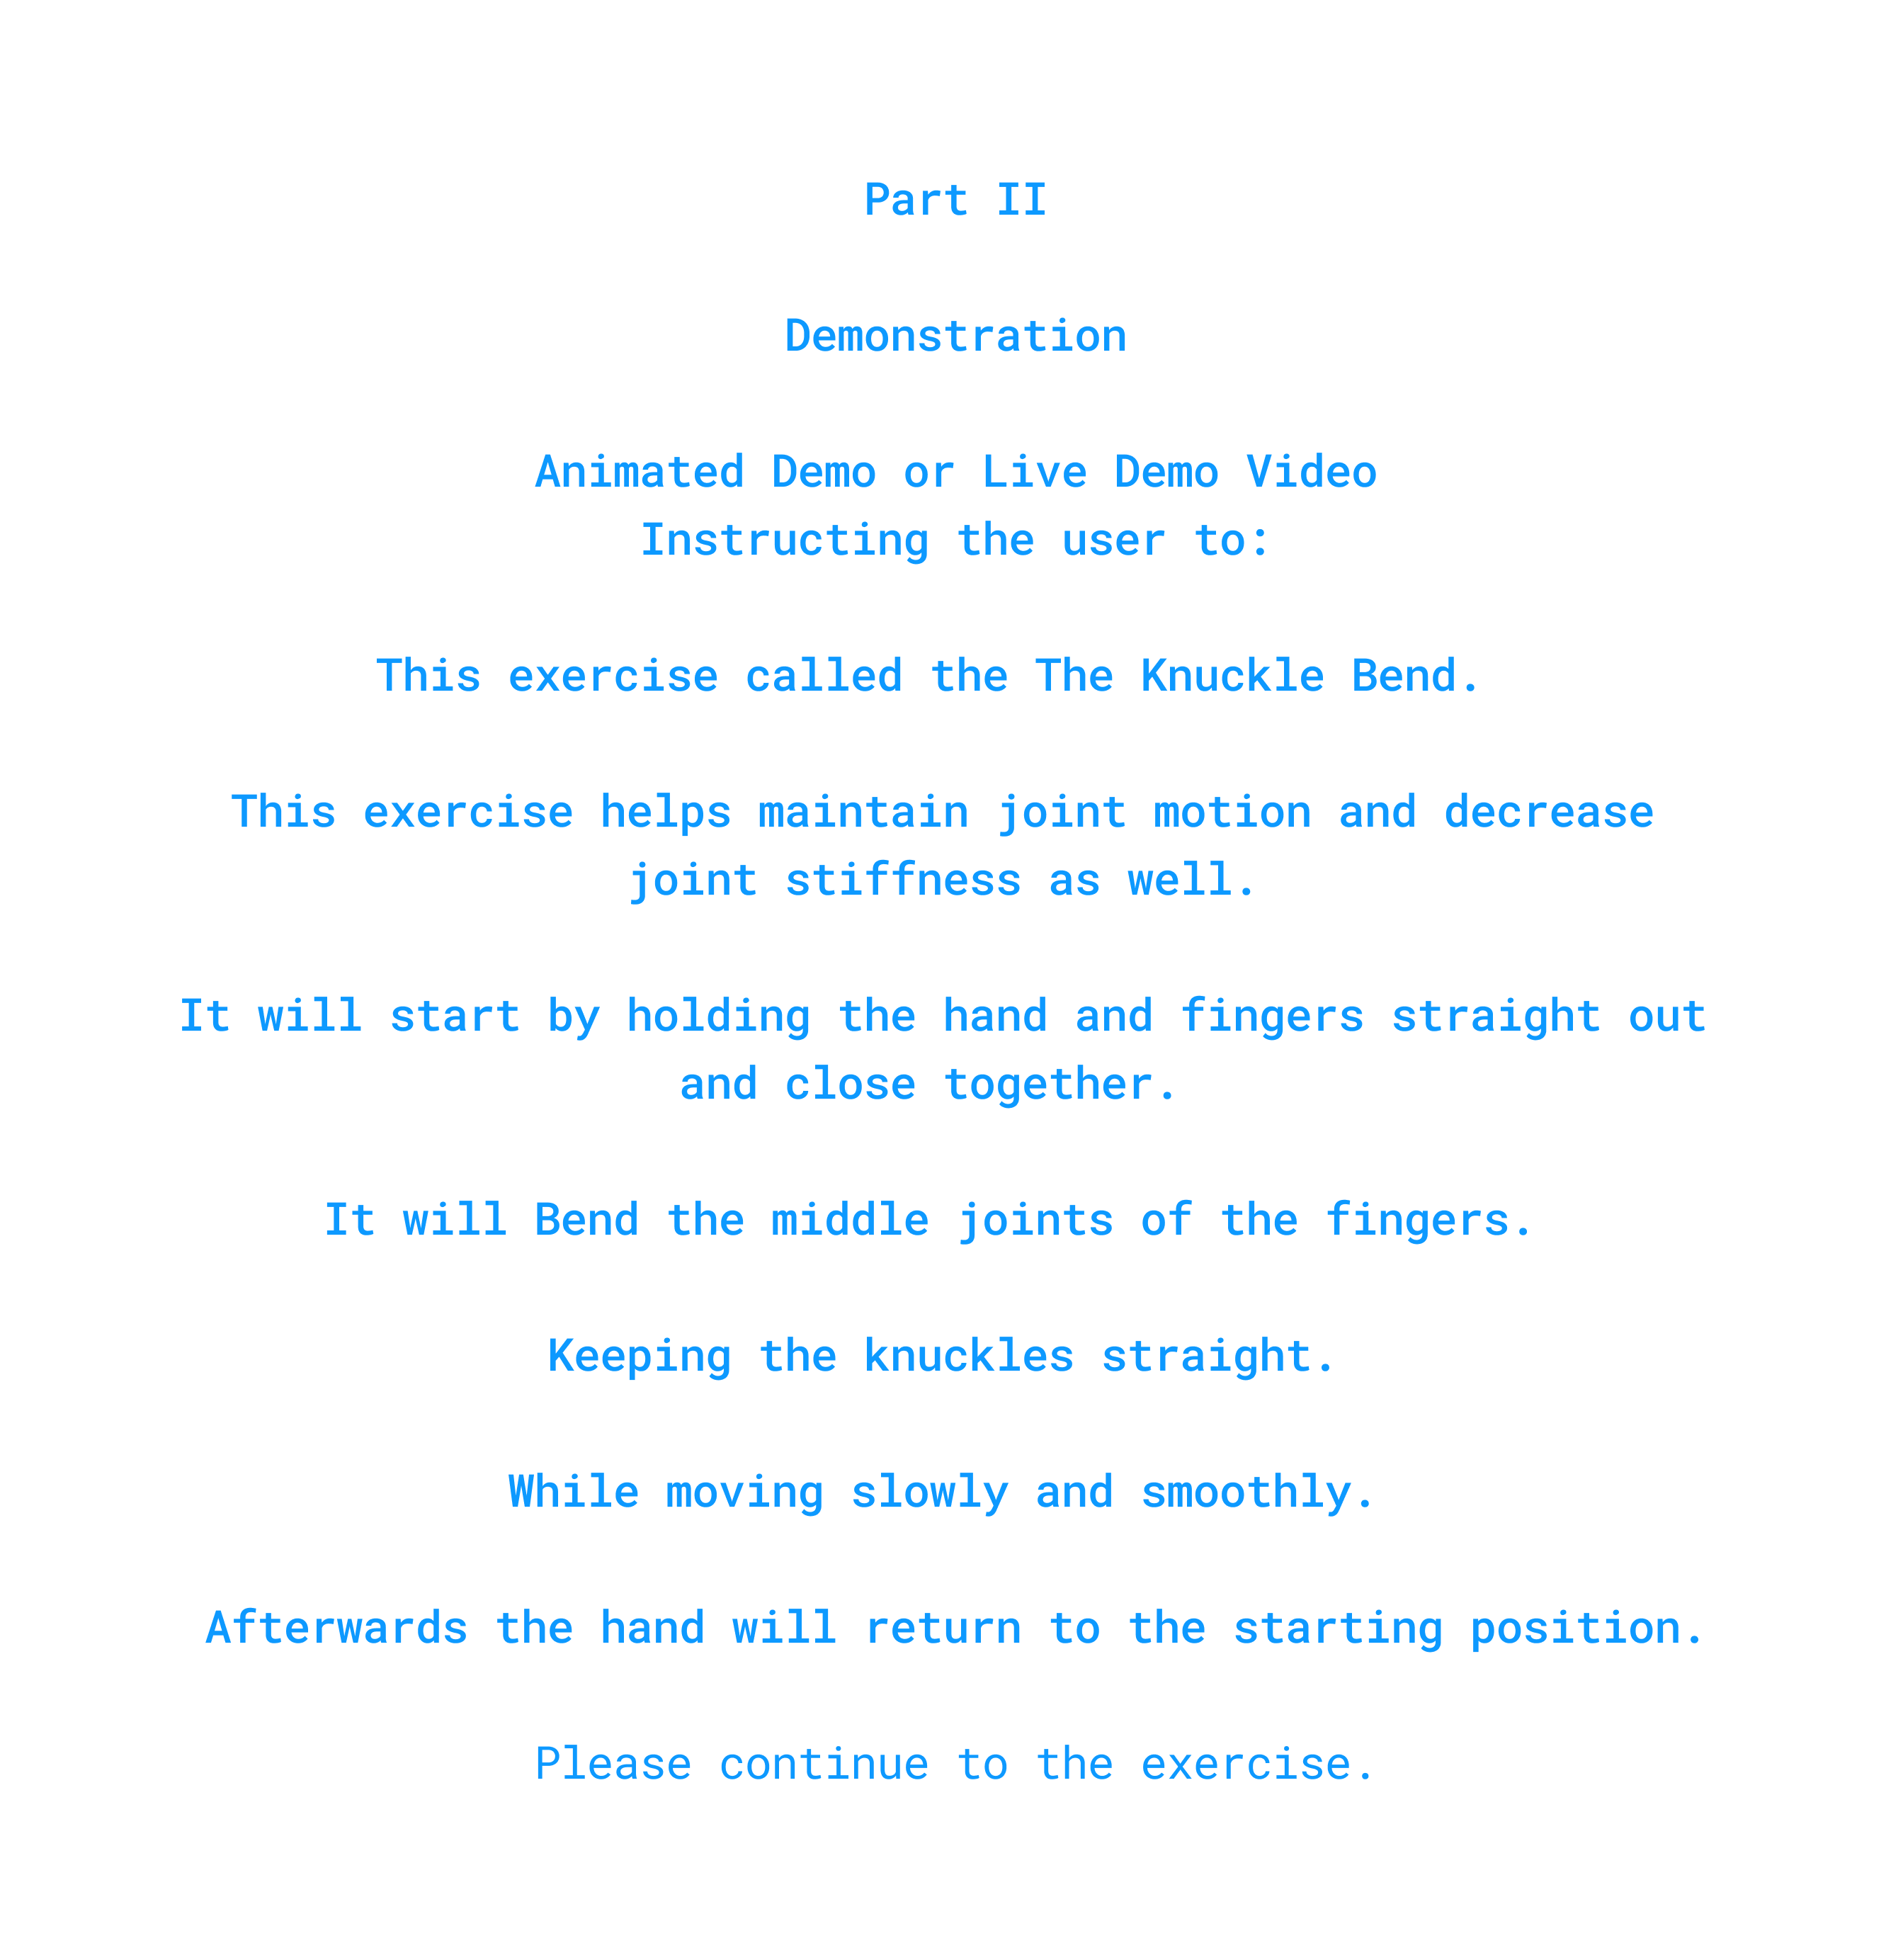 Part II
Demonstration
Animated Demo or Live Demo Video
Instructing the user to:
This exercise called the The Knuckle Bend.
This exercise helps maintain joint motion and decrease
joint stiffness as well.
It will start by holding the hand and fingers straight out
and close together.
It will Bend the middle joints of the fingers.
Keeping the knuckles straight.
While moving slowly and smoothly.
Afterwards the hand will return to the starting position.
Please continue to the exercise.